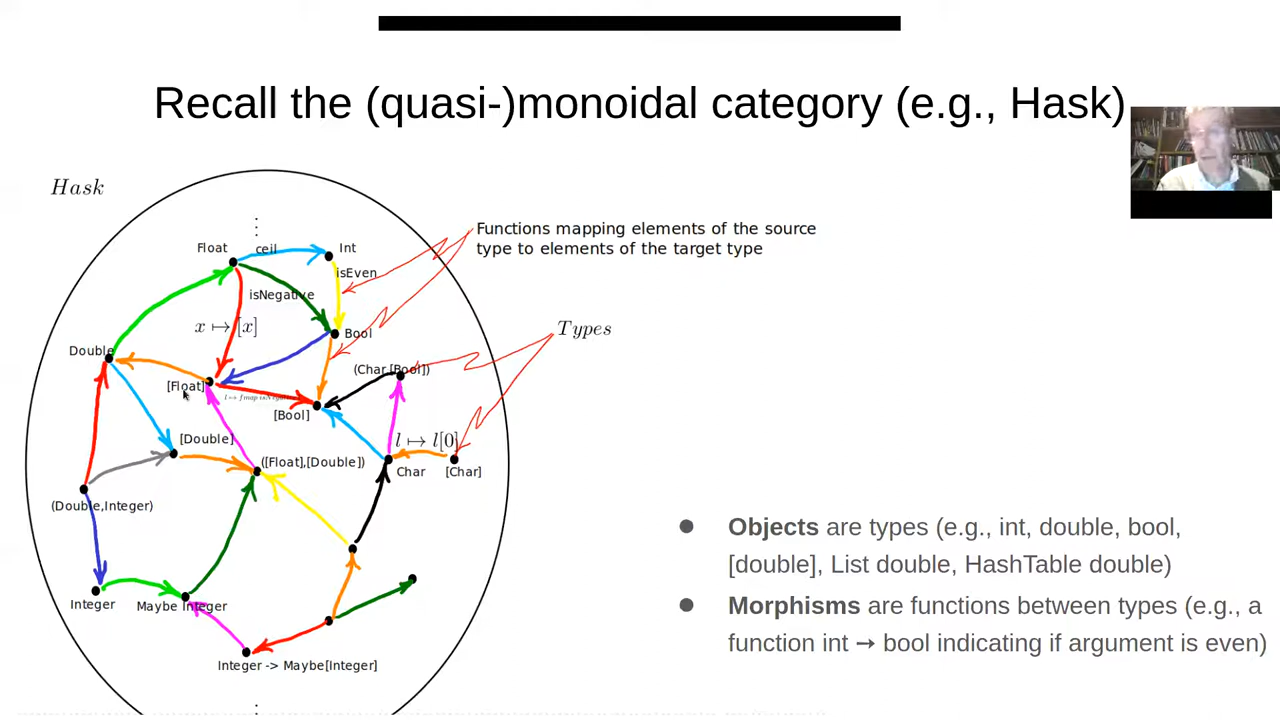 Recall the (quasi-)monoidal category (e.g., Hask)
Hask
⋮
Functions mapping elements of the source
type to elements of the target type
Float
ceil
Int
isEven
isNegative
x ↦ [x]
Bool
Types
Double
(Char,[Bool])
[Float]
l ↦ fmap isNegative l
[Bool]
[Double]
l ↦ l[0]
([Float],[Double])
Char
[Char]
(Double,Integer)
Integer
Maybe Integer
Integer -> Maybe[Integer]
⋮
● Objects are types (e.g., int, double, bool,
[double], List double, HashTable double)
● Morphisms are functions between types (e.g., a
function int → bool indicating if argument is even)